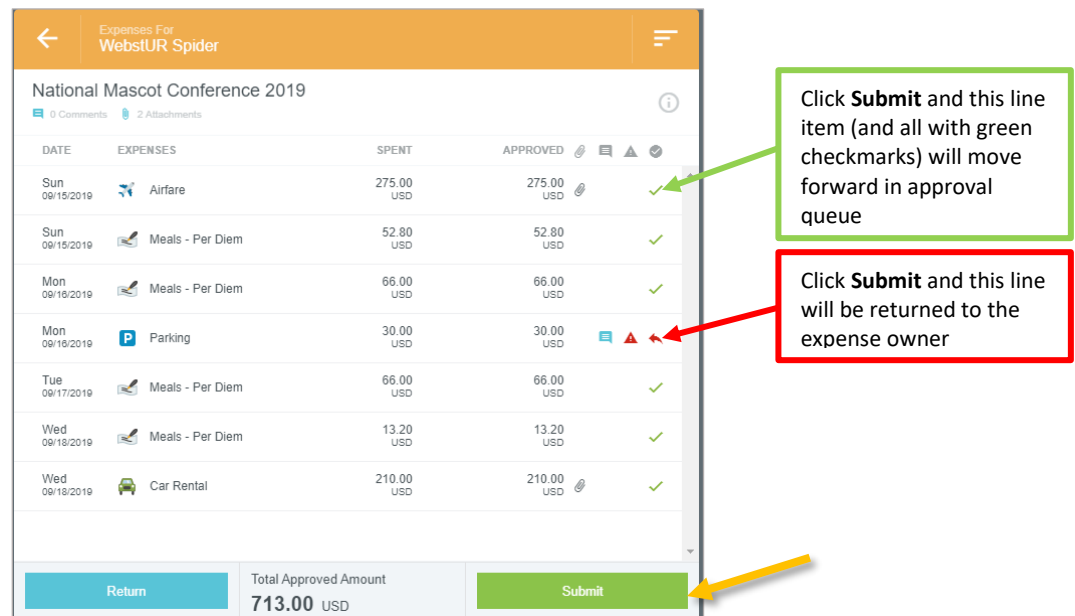 Expenses For
WebstUR Spider
National Mascot Conference 2019
0 Comments 2 Attachments
DATE EXPENSES SPENT APPROVED
Sun 09/15/2019 Airfare 275.00 USD 275.00 USD
Sun 09/15/2019 Meals - Per Diem 52.80 USD 52.80 USD
Mon 09/16/2019 Meals - Per Diem 66.00 USD 66.00 USD
Mon 09/16/2019 P Parking 30.00 USD 30.00 USD
Tue 09/17/2019 Meals - Per Diem 66.00 USD 66.00 USD
Wed 09/18/2019 Meals - Per Diem 13.20 USD 13.20 USD
Wed 09/18/2019 Car Rental 210.00 USD 210.00 USD
Return
Total Approved Amount
713.00 USD
Submit
Click Submit and this line
item (and all with green
checkmarks) will move
forward in approval
queue
Click Submit and this line
will be returned to the
expense owner